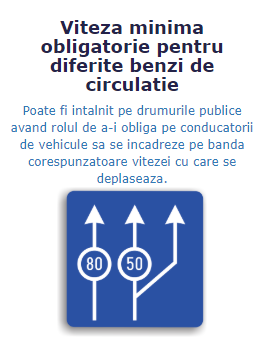 Viteza minima
obligatorie pentru
diferite benzi de
circulatie
Poate fi intalnit pe drumurile publice
avand rolul de a-i obliga pe conducatorii
de vehicule sa se incadreze pe banda
corespunzatoare vitezei cu care se
deplaseaza.
80 50